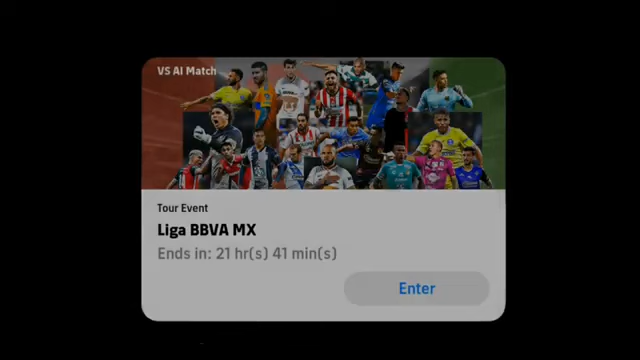 VS AI Match
Tour Event
Liga BBVA MX
Ends in: 21 hr(s) 41 min(s)
Enter